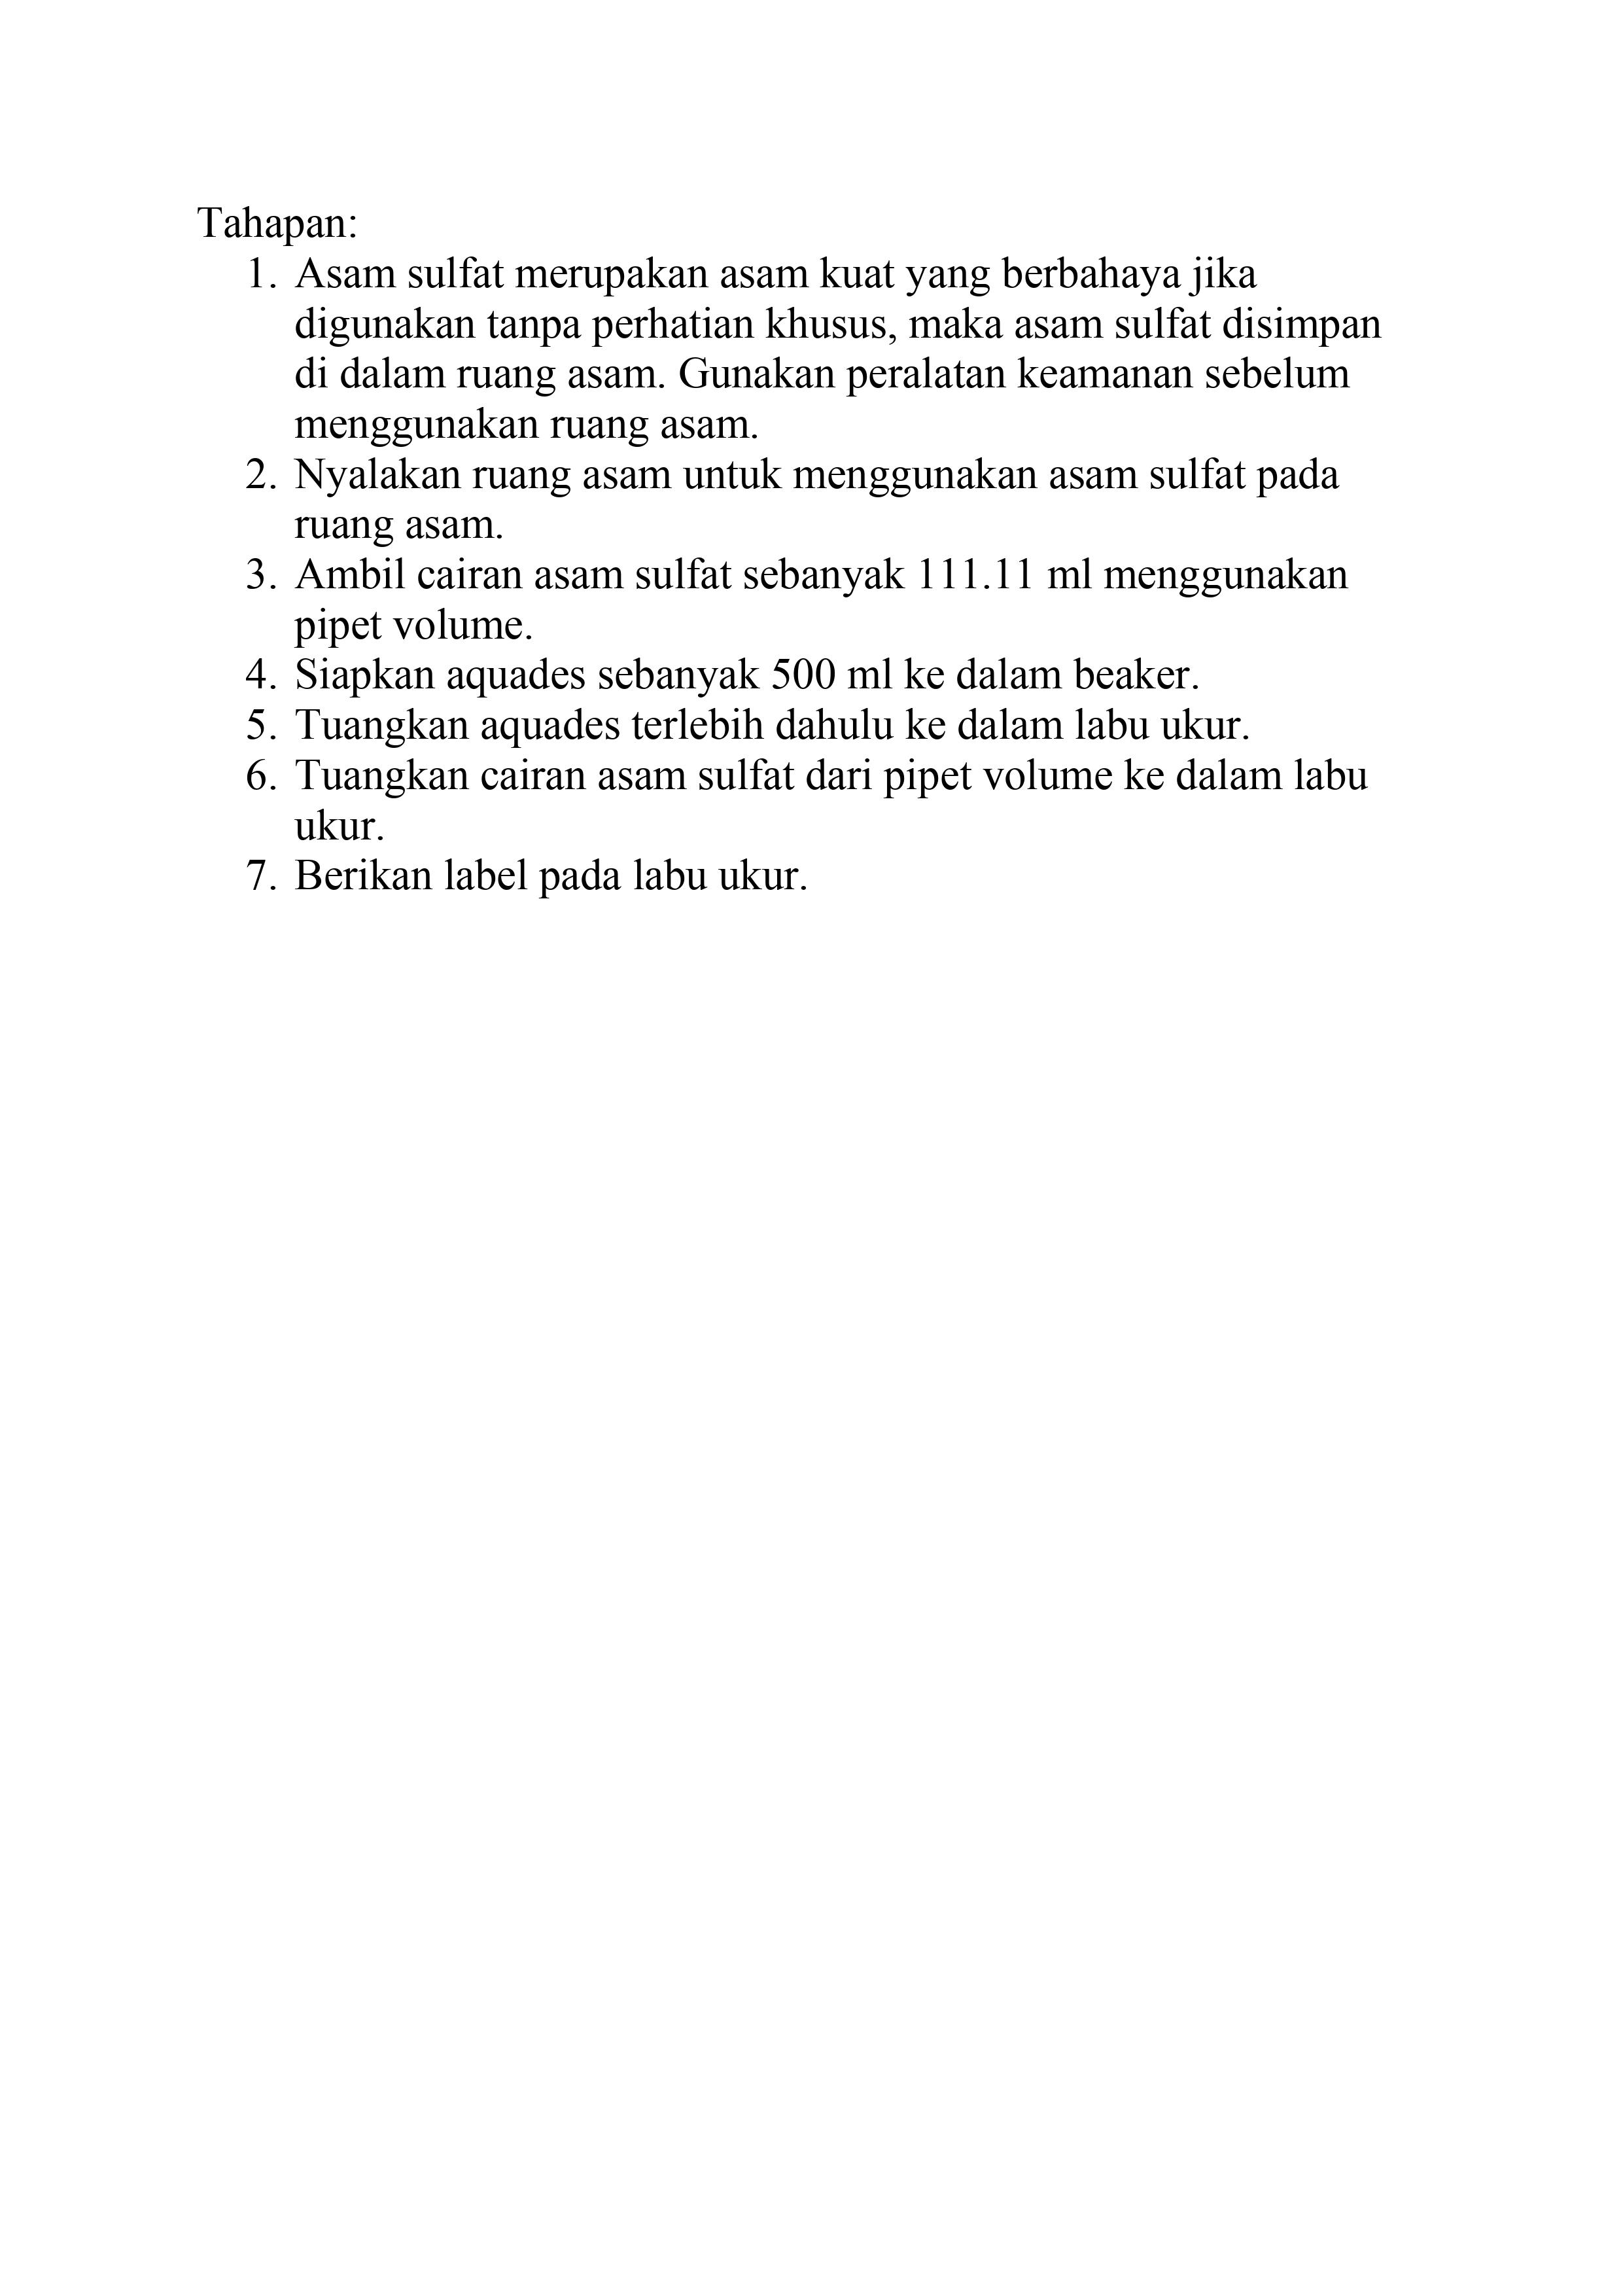 Tahapan:
1. Asam sulfat merupakan asam kuat yang berbahaya jika
digunakan tanpa perhatian khusus, maka asam sulfat disimpan
di dalam ruang asam. Gunakan peralatan keamanan sebelum
menggunakan ruang asam.
2. Nyalakan ruang asam untuk menggunakan asam sulfat pada
ruang asam.
3. Ambil cairan asam sulfat sebanyak 111.11 ml menggunakan
pipet volume.
4. Siapkan aquades sebanyak 500 ml ke dalam beaker.
5. Tuangkan aquades terlebih dahulu ke dalam labu ukur.
6. Tuangkan cairan asam sulfat dari pipet volume ke dalam labu
ukur.
7. Berikan label pada labu ukur.